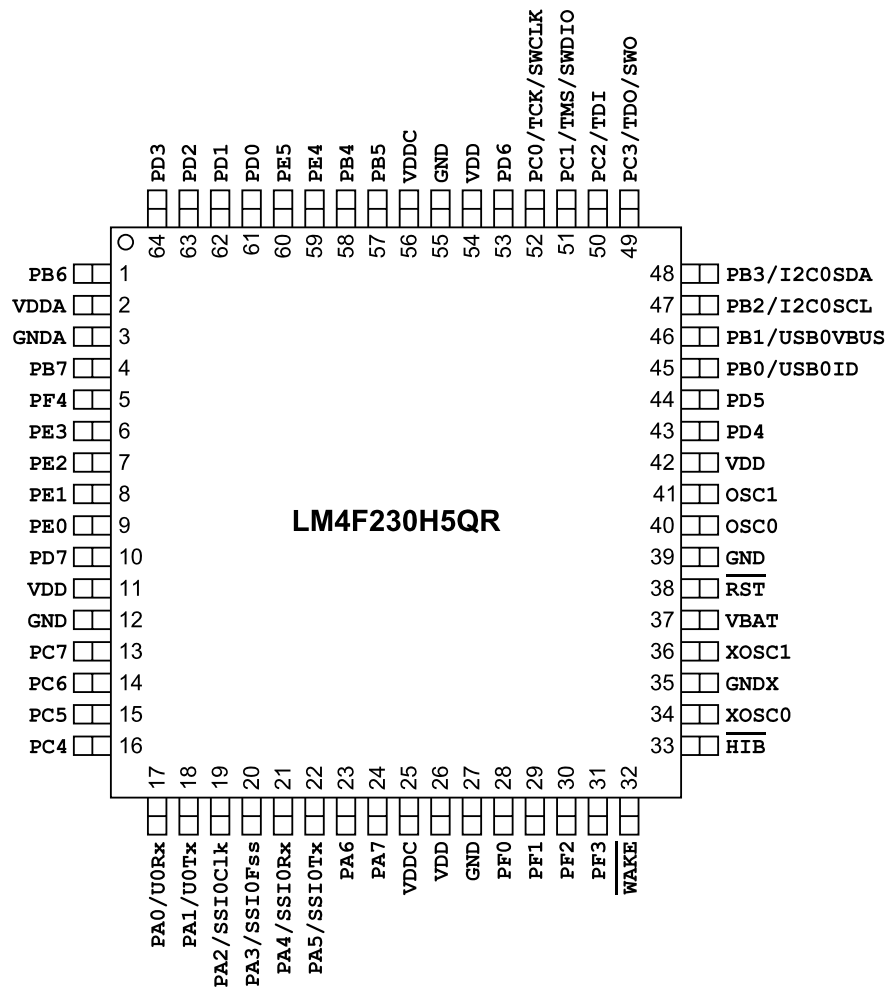 PD3 PD2 PD1 PD0 PE5 PE4 PB4 PB5 VDDC GND VDD PD6 PC0/TCK/SWCLK PC1/TMS/SWDIO PC2/TDI PC3/TDO/SWO
64 63 62 61 60 59 58 57 56 55 54 53 52 51 50 49
PB6 1 48 PB3/I2C0SDA
VDDA 2 47 PB2/I2C0SCL
GNDA 3 46 PB1/USB0VBUS
PB7 4 45 PB0/USB0ID
PF4 5 44 PD5
PE3 6 43 PD4
PE2 7 42 VDD
PE1 8 41 OSC1
LM4F230H5QR
PE0 9 40 OSC0
PD7 10 39 GND
VDD 11 38 RST
GND 12 37 VBAT
PC7 13 36 XOSC1
PC6 14 35 GNDX
PC5 15 34 XOSC0
PC4 16 33 HIB
17 18 19 20 21 22 23 24 25 26 27 28 29 30 31 32
PA0/U0Rx PA1/U0Tx PA2/SSI0Clk PA3/SSI0Fss PA4/SSI0Rx PA5/SSI0Tx PA6 PA7 VDDC VDD GND PF0 PF1 PF2 PF3 WAKE